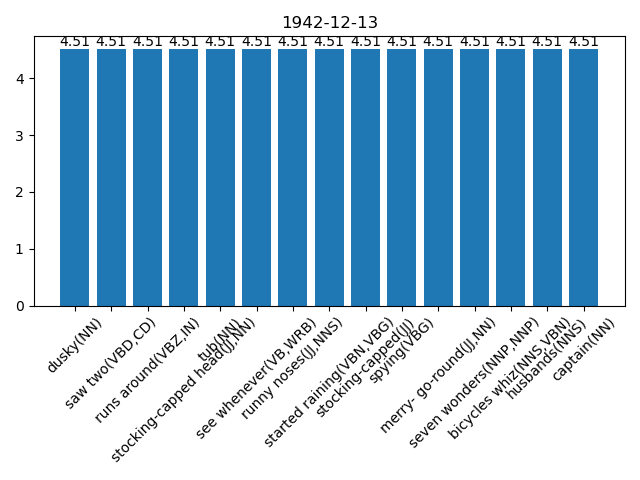 1942-12-13
4.51 4.51 4.51 4.51 4.51 4.51 4.51 4.51 4.51 4.51 4.51 4.51 4.51 4.51 4.51
4
3
2
1
0
dusky(NN)
saw two(VBD,CD)
runs around(VBZ,IN)
tub(NN)
stocking-capped head(JJ,NN)
see whenever(VB,WRB)
runny noses(JJ,NNS)
started raining(VBN,VBG)
stocking-capped(JJ)
spying(VBG)
merry- go-round(JJ,NN)
seven wonders(NNP,NNP)
bicycles whiz(NNS,VBN)
husbands(NNS)
captain(NN)